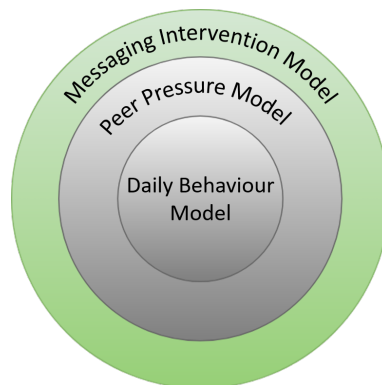 Messaging Intervention Model
Peer Pressure Model
Daily Behaviour
Model